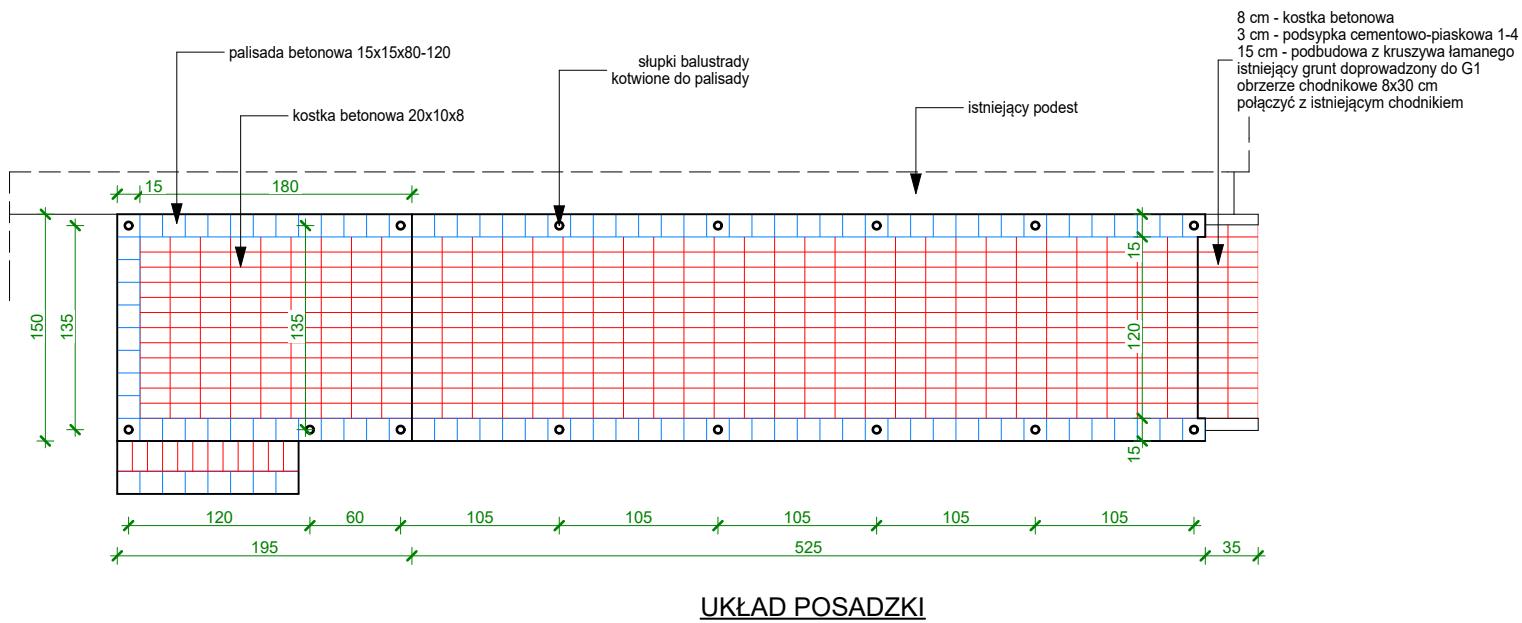 8 cm - kostka betonowa
3 cm - podsypka cementowo-piaskowa 1-4
15 cm - podbudowa z kruszywa łamanego
istniejący grunt doprowadzony do G1
obrzerze chodnikowe 8x30 cm
połączyć z istniejącym chodnikiem
palisada betonowa 15x15x80-120
słupki balustrady
kotwione do palisady
kostka betonowa 20x10x8
istniejący podest
15
180
150
135
135
15
120
15
120
60
105
105
105
105
105
195
525
35
UKŁAD POSADZKI